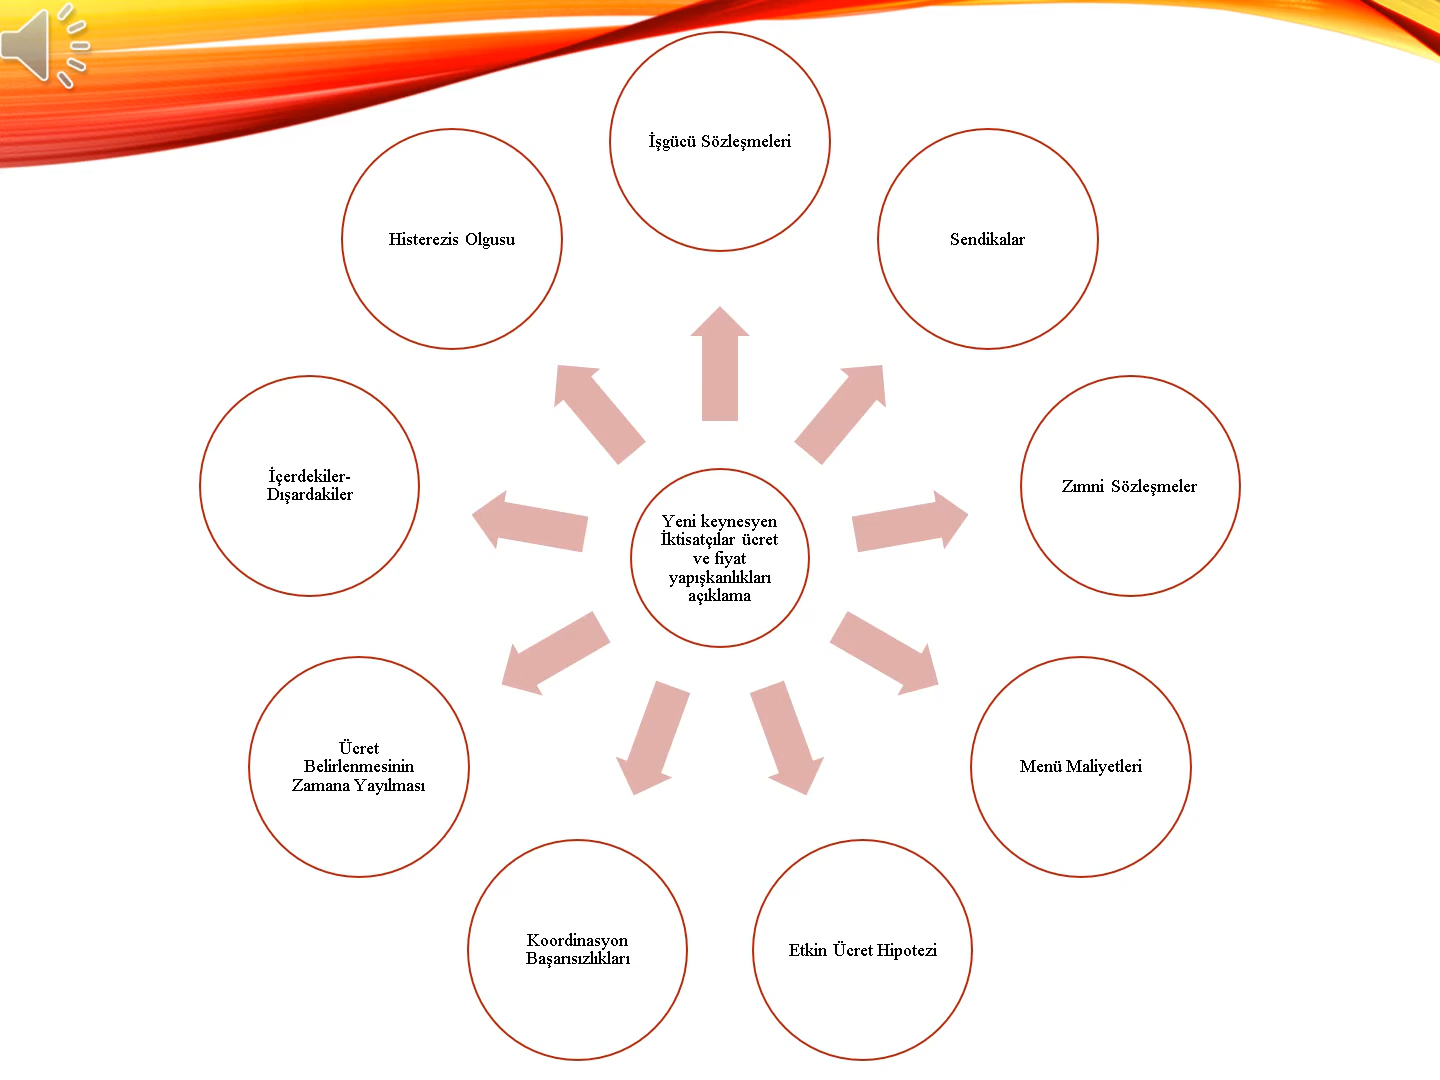 İşgücü Sözleşmeleri
Histerezis Olgusu
Sendikalar
İçerdekiler-
Dışardakiler
Zımni Sözleşmeler
Yeni keynesyen
İktisatçılar ücret
ve fiyat
yapışkanlıkları
açıklama
Ücret
Belirlenmesinin
Zamana Yayılması
Menü Maliyetleri
Koordinasyon
Başarısızlıkları
Etkin Ücret Hipotezi